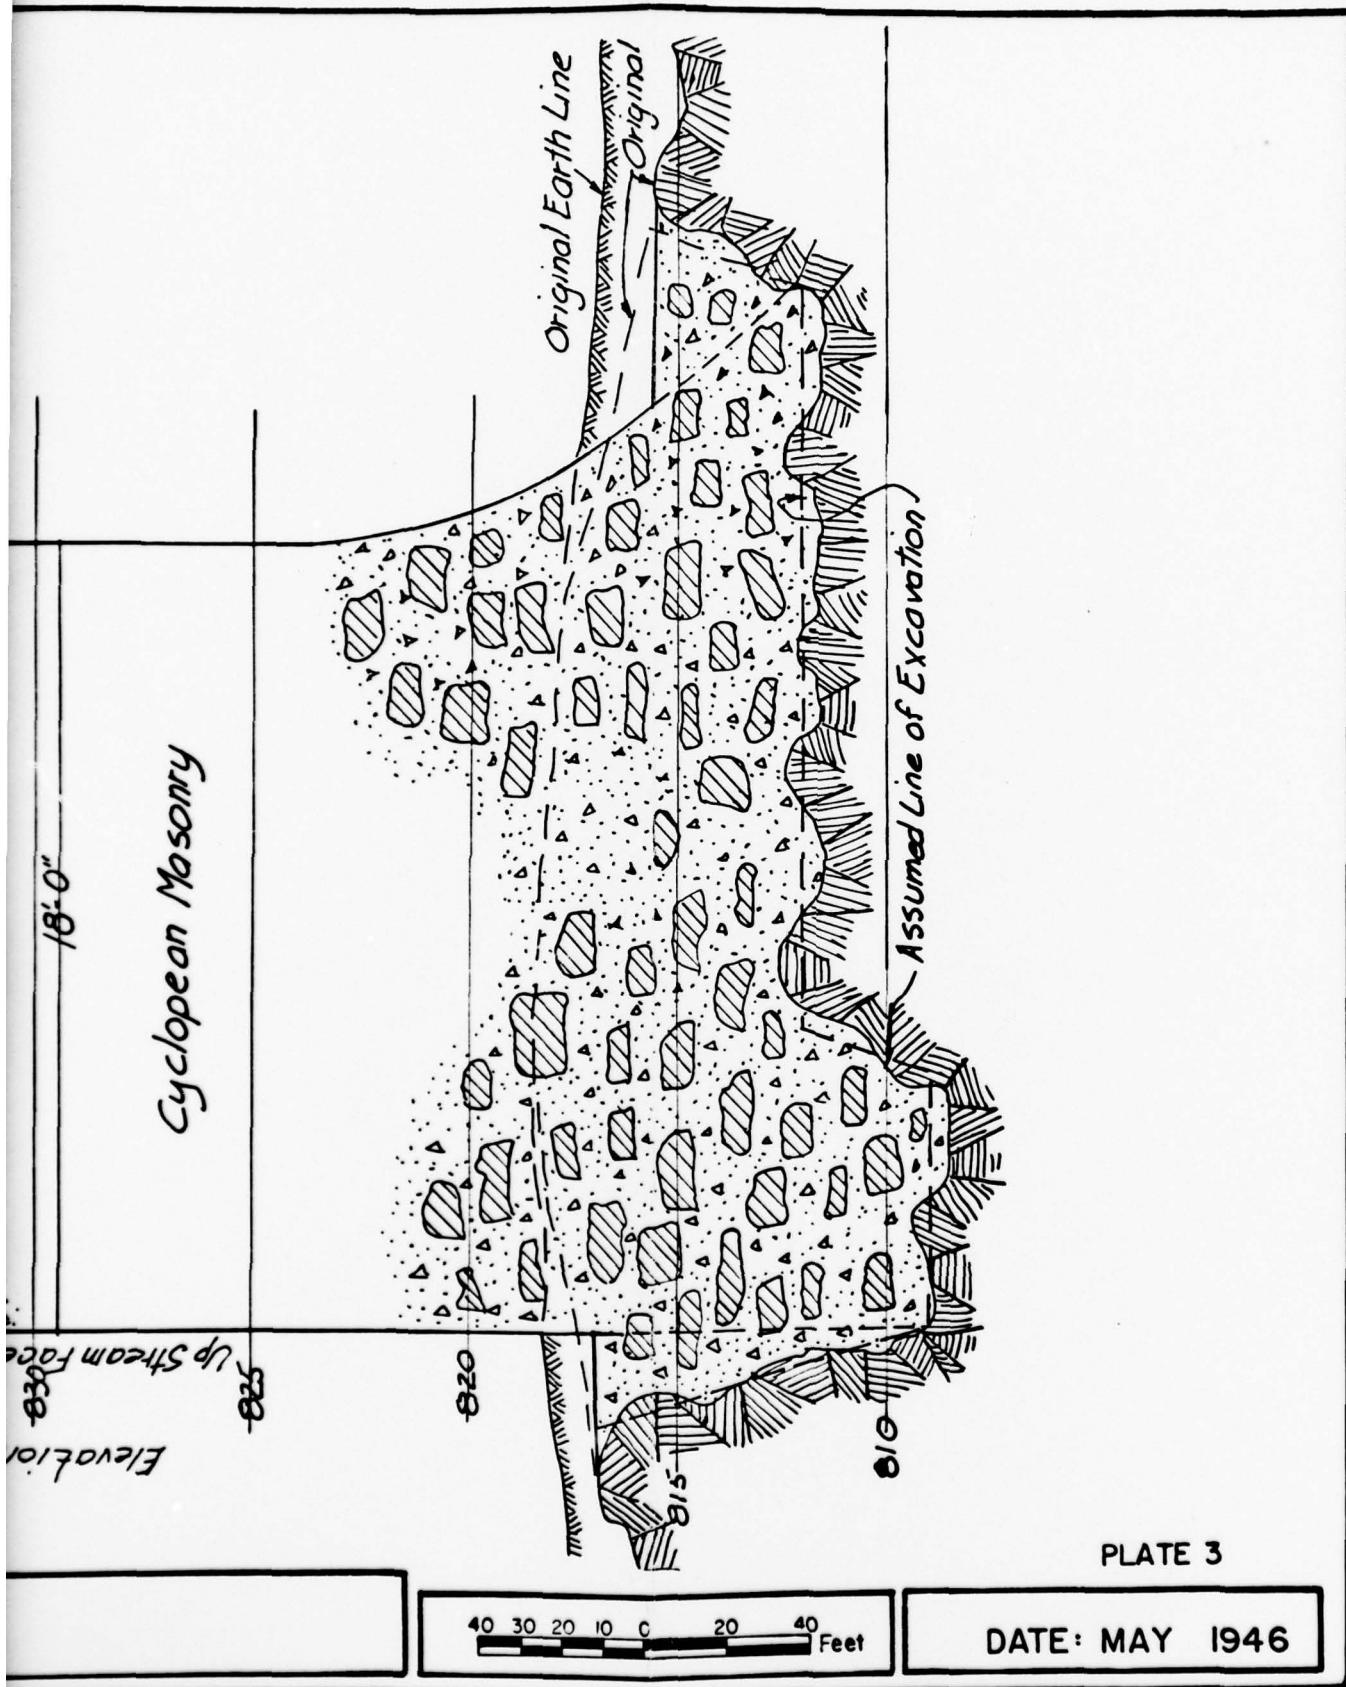 Original Earth Line
Original
Assumed Line of Excavation
Cyclopean Masonry
18'-0"
Up Stream Face
830
825
820
815
810
PLATE 3
40 30 20 10 0 20 40
Feet
DATE: MAY 1946